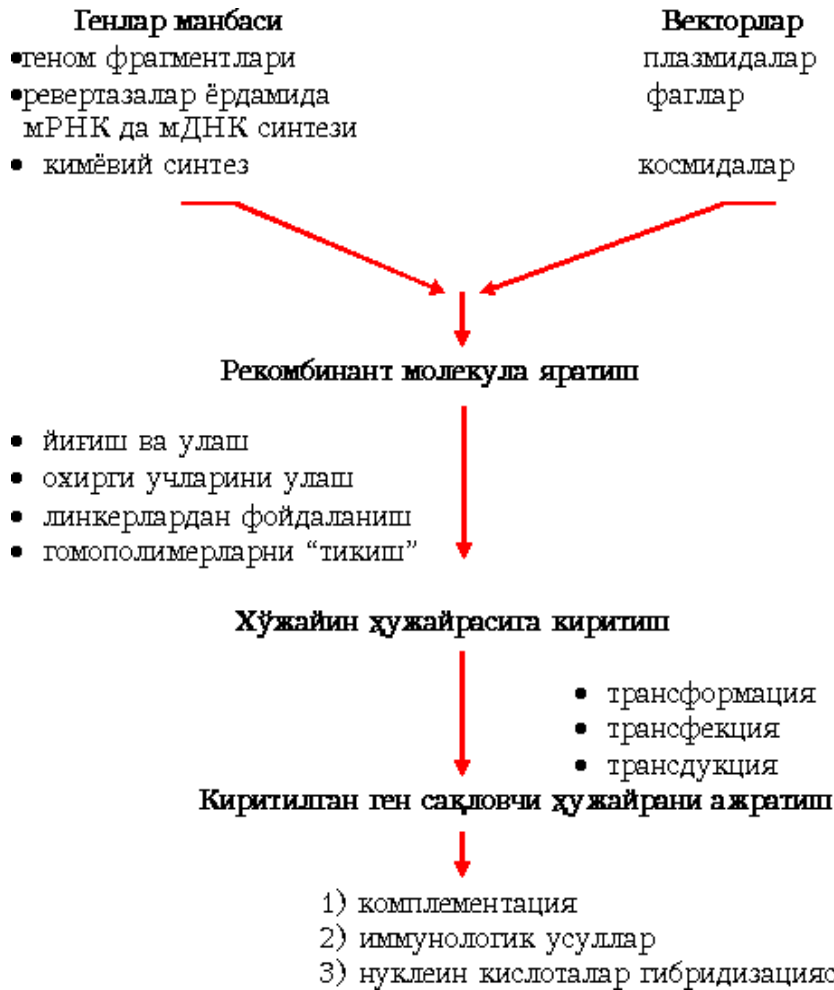 Генлар манбаси
Векторлар
•геном фрагментлари
плазмидалар
•ревертазалар ёрдамида
фаглар
мРНК да мДНК синтези
• кимёвий синтез
космидалар
Рекомбинант молекула яратиш
• йиғиш ва улаш
• охирги учларини улаш
• линкерлардан фойдаланиш
• гомополимерларни “тикиш”
Хўжайин ҳужайрасига киритиш
• трансформация
• трансфекция
• трансдукция
Киритилган ген сақловчи ҳужайрани ажратиш
1) комплементация
2) иммунологик усуллар
3) нуклеин кислоталар гибридизацияс